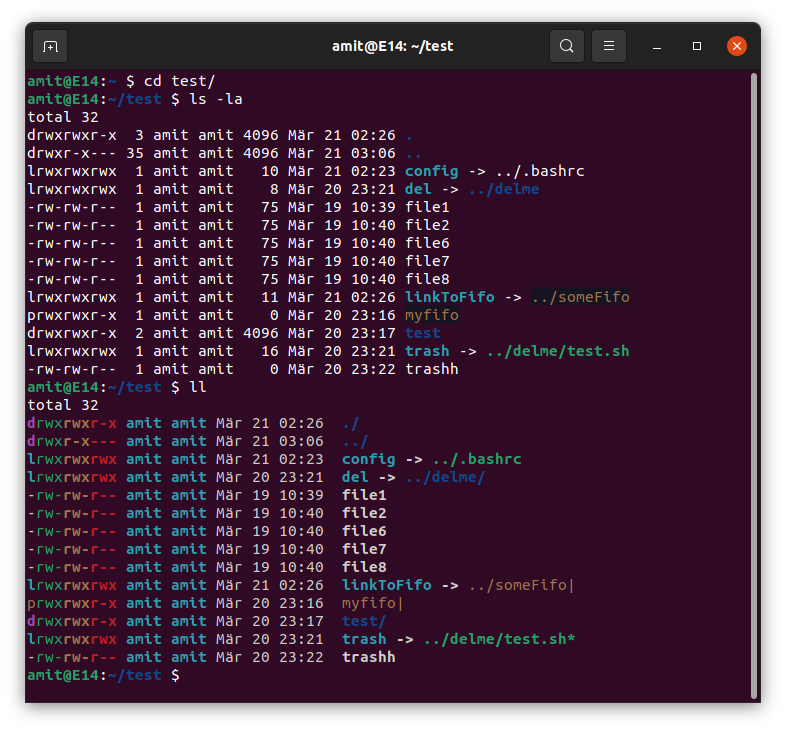 amit@E14: ~/test
amit@E14:~ $ cd test/
amit@E14:~/test $ ls -la
total 32
drwxrwxr-x  3 amit amit 4096 Mär 21 02:26 .
drwxr-x--- 35 amit amit 4096 Mär 21 03:06 ..
lrwxrwxrwx  1 amit amit   10 Mär 21 02:23 config -> ../.bashrc
lrwxrwxrwx  1 amit amit    8 Mär 20 23:21 del -> ../delme
-rw-rw-r--  1 amit amit   75 Mär 19 10:39 file1
-rw-rw-r--  1 amit amit   75 Mär 19 10:40 file2
-rw-rw-r--  1 amit amit   75 Mär 19 10:40 file6
-rw-rw-r--  1 amit amit   75 Mär 19 10:40 file7
-rw-rw-r--  1 amit amit   75 Mär 19 10:40 file8
lrwxrwxrwx  1 amit amit   11 Mär 21 02:26 linkToFifo -> ../someFifo
prwxrwxr-x  1 amit amit    0 Mär 20 23:16 myfifo
drwxrwxr-x  2 amit amit 4096 Mär 20 23:17 test
lrwxrwxrwx  1 amit amit   16 Mär 20 23:21 trash -> ../delme/test.sh
-rw-rw-r--  1 amit amit    0 Mär 20 23:22 trashh
amit@E14:~/test $ ll
total 32
drwxrwxr-x amit amit Mär 21 02:26  ./
drwxr-x--- amit amit Mär 21 03:06  ../
lrwxrwxrwx amit amit Mär 21 02:23  config -> ../.bashrc
lrwxrwxrwx amit amit Mär 20 23:21  del -> ../delme/
-rw-rw-r-- amit amit Mär 19 10:39  file1
-rw-rw-r-- amit amit Mär 19 10:40  file2
-rw-rw-r-- amit amit Mär 19 10:40  file6
-rw-rw-r-- amit amit Mär 19 10:40  file7
-rw-rw-r-- amit amit Mär 19 10:40  file8
lrwxrwxrwx amit amit Mär 21 02:26  linkToFifo -> ../someFifo|
prwxrwxr-x amit amit Mär 20 23:16  myfifo|
drwxrwxr-x amit amit Mär 20 23:17  test/
lrwxrwxrwx amit amit Mär 20 23:21  trash -> ../delme/test.sh*
-rw-rw-r-- amit amit Mär 20 23:22  trashh
amit@E14:~/test $